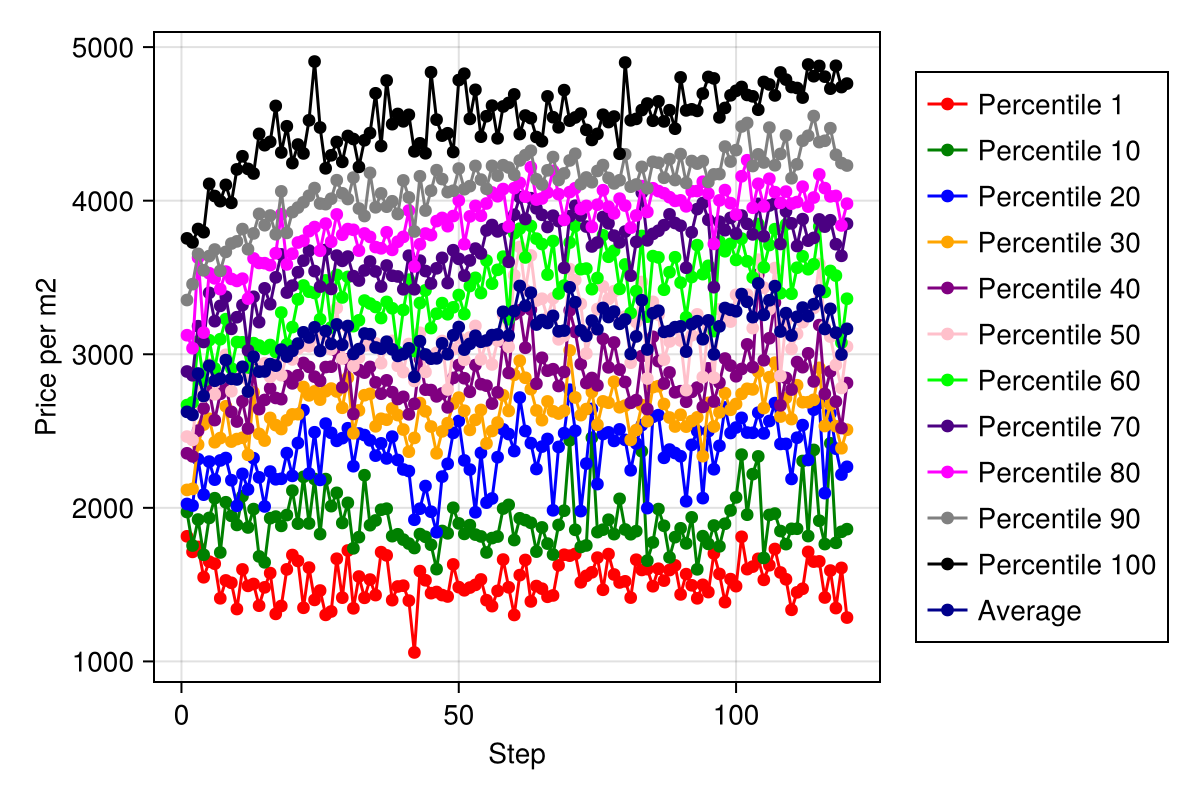 5000
4000
3000
2000
1000
Price per m2
0
50
100
Step
Percentile 1
Percentile 10
Percentile 20
Percentile 30
Percentile 40
Percentile 50
Percentile 60
Percentile 70
Percentile 80
Percentile 90
Percentile 100
Average